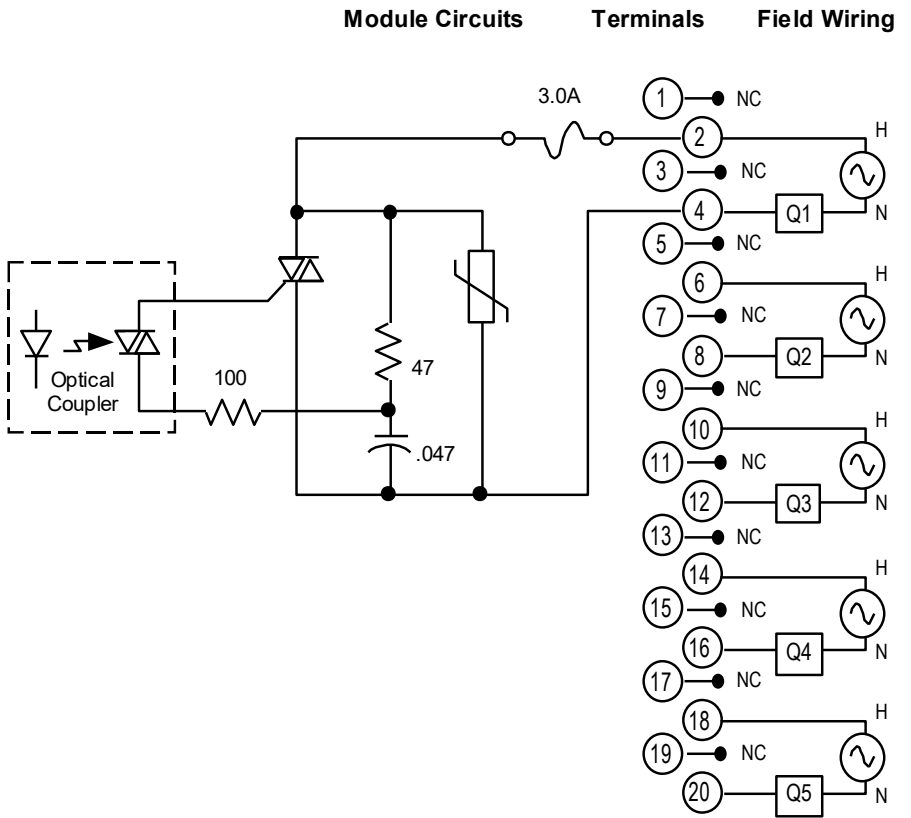 Module Circuits Terminals Field Wiring
3.0A
1 NC
2 H
3 NC
4 Q1 N
5 NC
6 H
7 NC
8 Q2 N
9 NC
10 H
11 NC
12 Q3 N
13 NC
14 H
15 NC
16 Q4 N
17 NC
18 H
19 NC
20 Q5 N
Optical
Coupler
100
47
.047